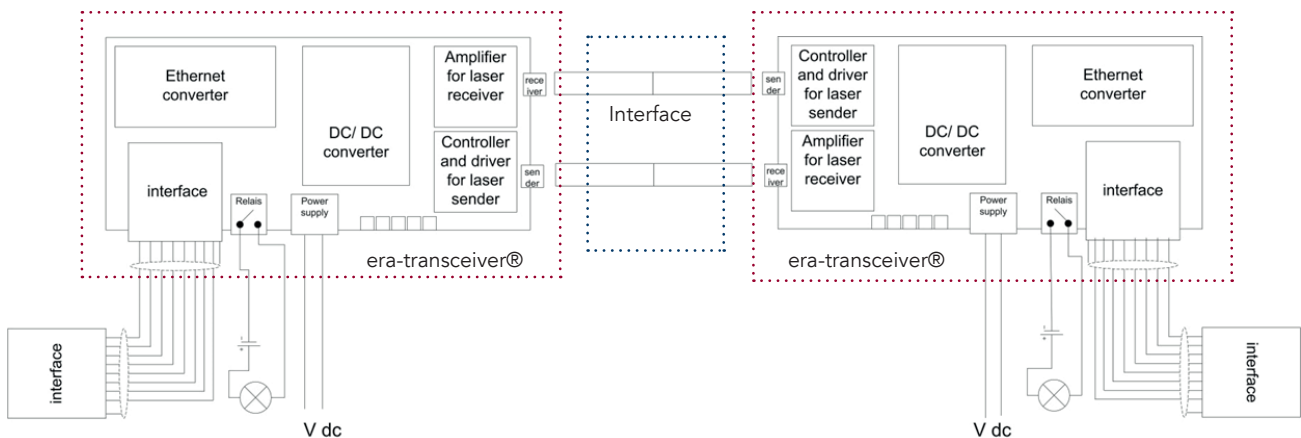 Ethernet
converter
DC/ DC
converter
Amplifier
for laser
receiver
rece
iver
Controller
and driver
for laser
sender
sen
der
interface
Relais
Power
supply
era-transceiver®
interface
V dc
Interface
sen
der
Controller
and driver
for laser
sender
rece
iver
Amplifier
for laser
receiver
DC/ DC
converter
Ethernet
converter
Power
supply
Relais
interface
era-transceiver®
V dc
interface